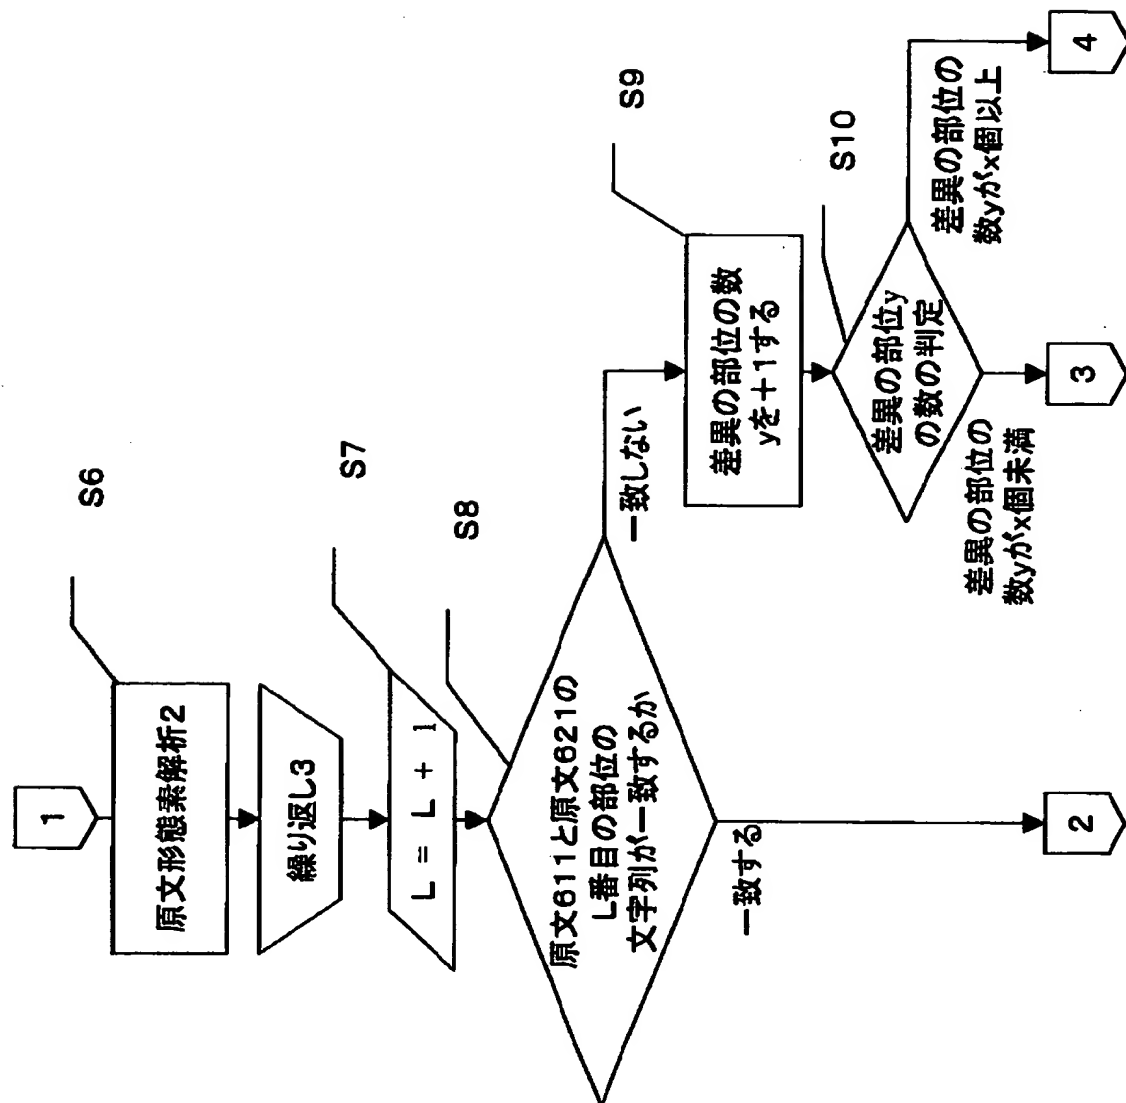 1
S6
原文形態素解析2
繰り返し3
S7
L = L + 1
S8
原文611と原文621の
L番目の部位の
文字列が一致するか
一致しない
一致する
S9
差異の部位の数
yを+1する
S10
差異の部位y
の数の判定
差異の部位の
数yがx個以上
差異の部位の
数yがx個未満
2
3
4